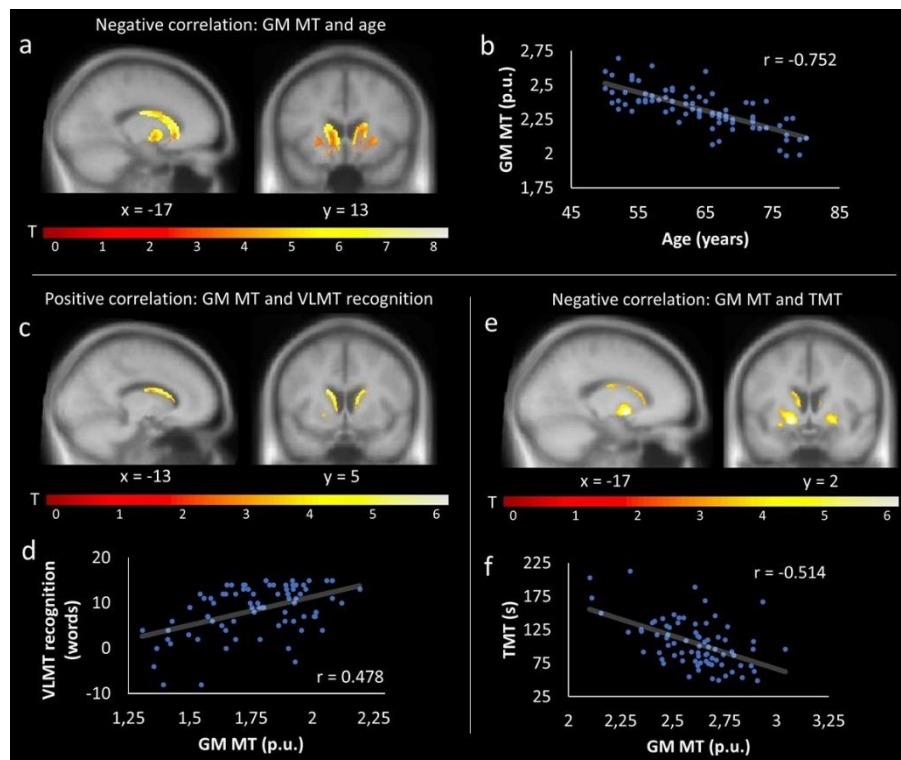 Negative correlation: GM MT and age
a
x = -17
y = 13
T
0 1 2 3 4 5 6 7 8
b
GM MT (p.u.)
2,75
2,5
2,25
2
1,75
r = -0.752
45 55 65 75 85
Age (years)
Positive correlation: GM MT and VLMT recognition
c
x = -13
y = 5
T
0 1 2 3 4 5 6
d
VLMT recognition
(words)
20
10
0
-10
r = 0.478
1,25 1,5 1,75 2 2,25
GM MT (p.u.)
Negative correlation: GM MT and TMT
e
x = -17
y = 2
T
0 1 2 3 4 5 6
f
TMT (s)
225
175
125
75
25
r = -0.514
2 2,25 2,5 2,75 3 3,25
GM MT (p.u.)